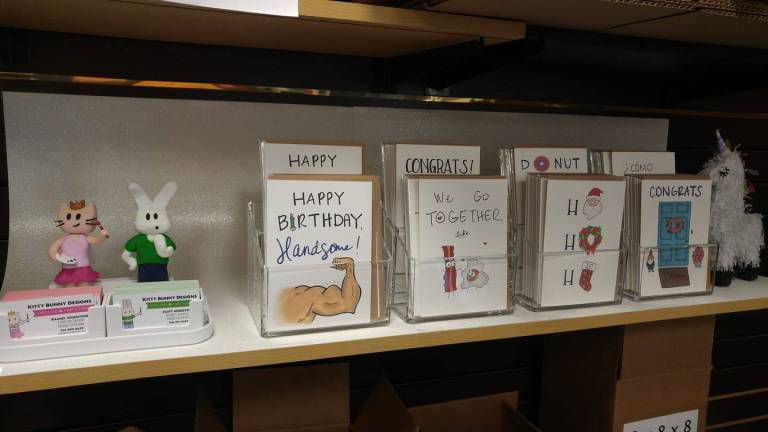 HAPPY
CONGRATS!
DONUT
¿CÓMO
HAPPY
BIRTHDAY,
Handsome!
We GO
TOGETHER
like
H
H
H
CONGRATS
KITTY BUNNY DESIGNS
KITTY BUNNY DESIGNS
8 x 8